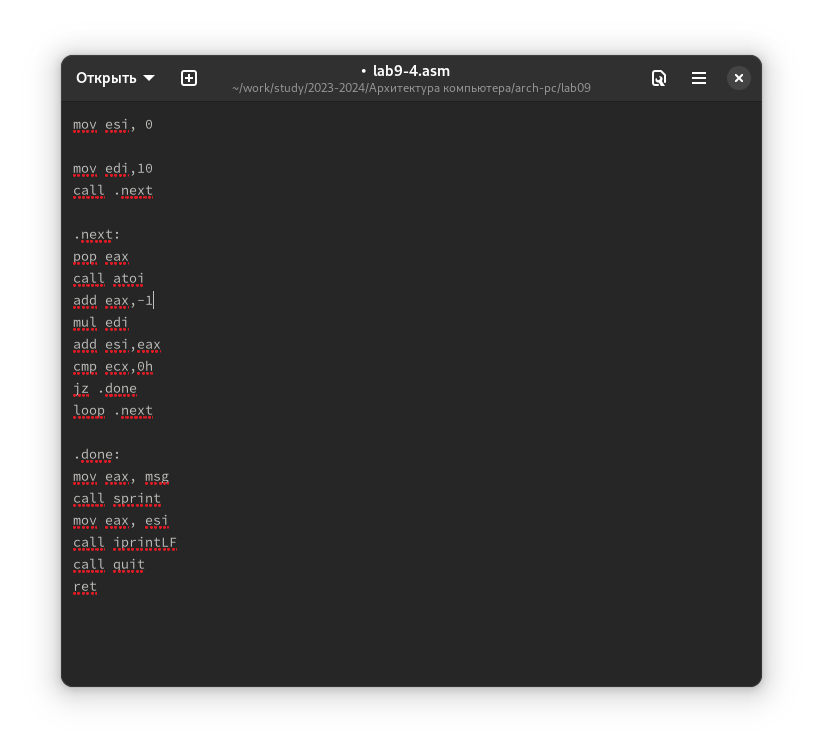 Открыть
• lab9-4.asm
~/work/study/2023-2024/Архитектура компьютера/arch-pc/lab09
mov esi, 0
mov edi,10
call .next
.next:
pop eax
call atoi
add eax,-1
mul edi
add esi,eax
cmp ecx,0h
jz .done
loop .next
.done:
mov eax, msg
call sprint
mov eax, esi
call iprintLF
call quit
ret